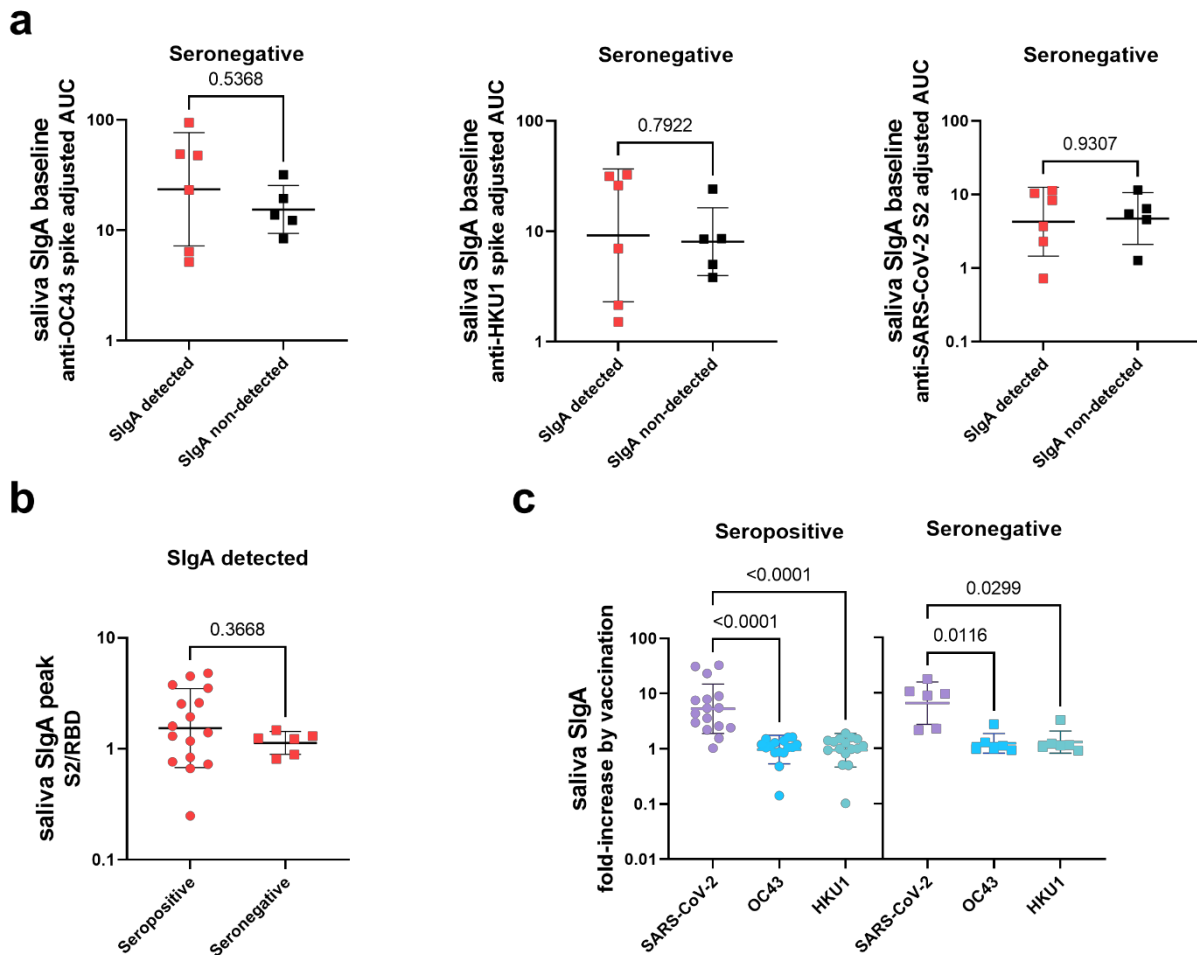 a
Seronegative
0.5368
saliva SIgA baseline
anti-OC43 spike adjusted AUC
100
10
1
SIgA detected
SIgA non-detected
Seronegative
0.7922
saliva SIgA baseline
anti-HKU1 spike adjusted AUC
100
10
1
SIgA detected
SIgA non-detected
Seronegative
0.9307
saliva SIgA baseline
anti-SARS-CoV-2 S2 adjusted AUC
100
10
1
0.1
SIgA detected
SIgA non-detected
b
SIgA detected
0.3668
saliva SIgA peak
S2/RBD
10
1
0.1
Seropositive
Seronegative
c
Seropositive
Seronegative
<0.0001
<0.0001
0.0299
0.0116
saliva SIgA
fold-increase by vaccination
100
10
1
0.1
0.01
SARS-CoV-2
OC43
HKU1
SARS-CoV-2
OC43
HKU1